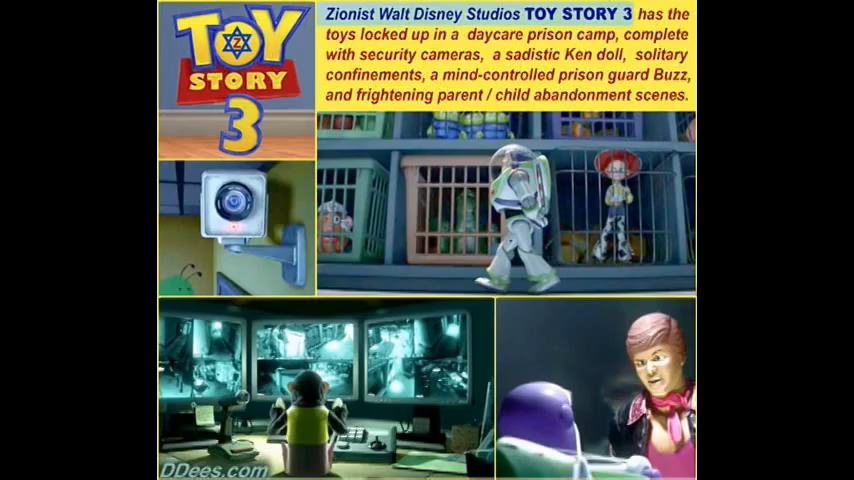 TOY
Z
STORY
3
Zionist Walt Disney Studios TOY STORY 3 has the
toys locked up in a daycare prison camp, complete
with security cameras, a sadistic Ken doll, solitary
confinements, a mind-controlled prison guard Buzz,
and frightening parent / child abandonment scenes.
DDees.com